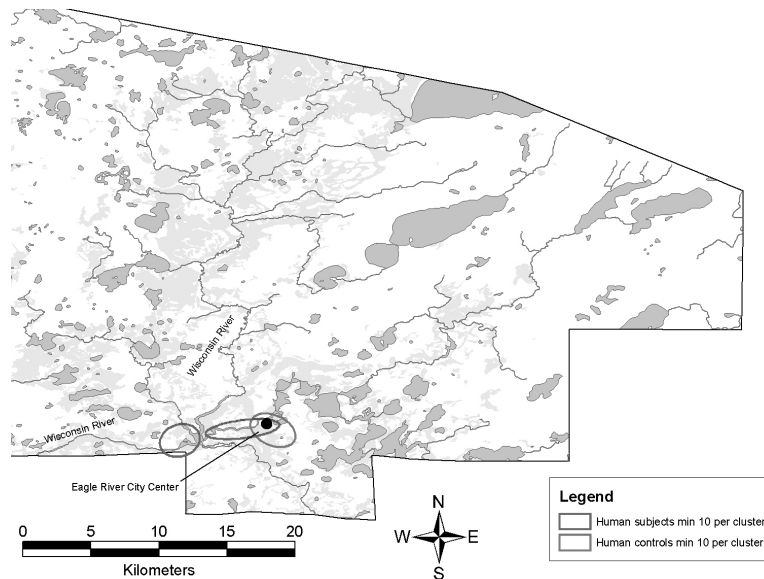 Wisconsin River
Wisconsin River
Eagle River City Center
N
W E
S
0 5 10 15 20
Kilometers
Legend
Human subjects min 10 per cluster
Human controls min 10 per cluster